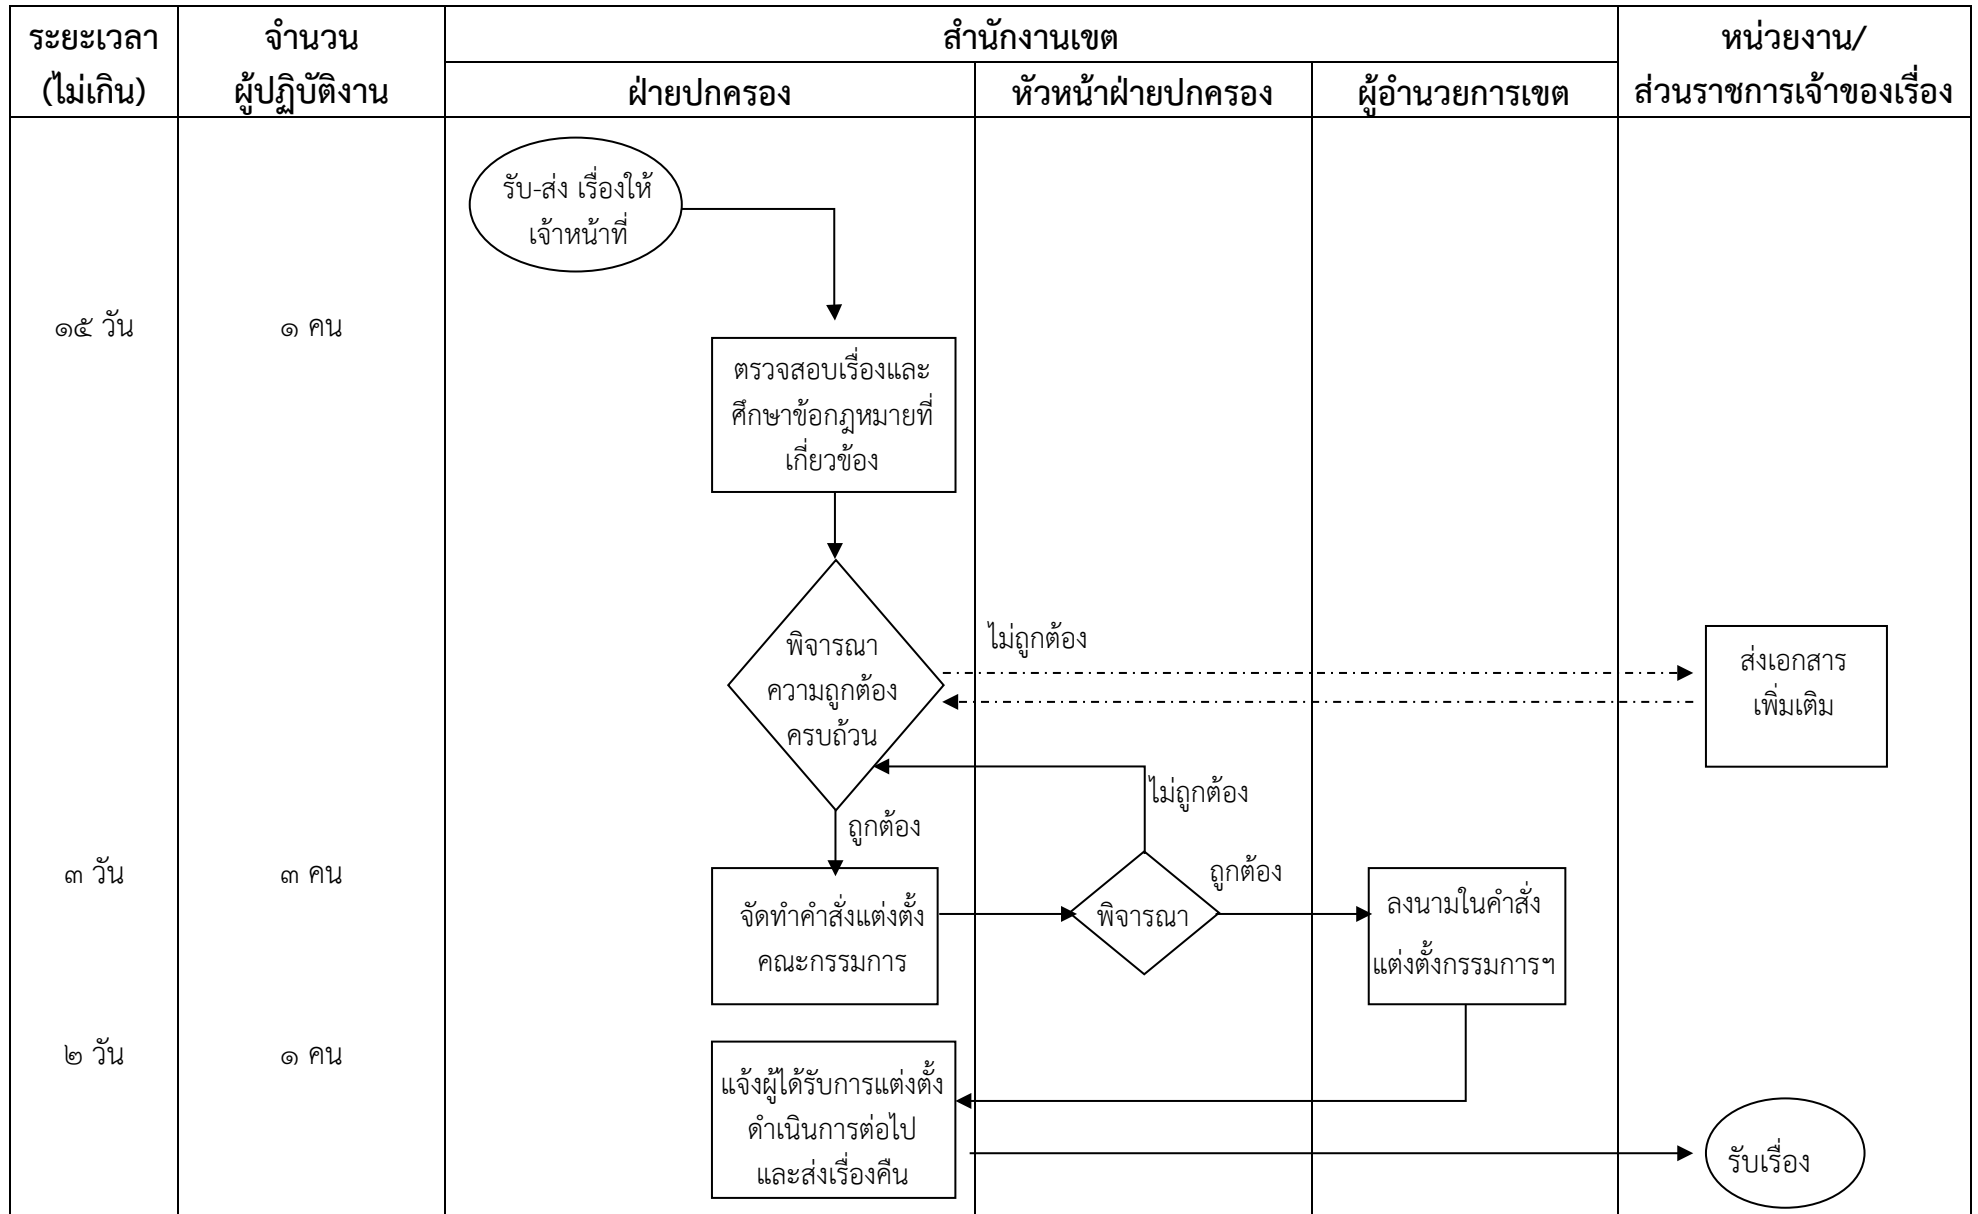 ระยะเวลา
(ไม่เกิน)
จำนวน
ผู้ปฏิบัติงาน
สำนักงานเขต
ฝ่ายปกครอง
หัวหน้าฝ่ายปกครอง
ผู้อำนวยการเขต
หน่วยงาน/
ส่วนราชการเจ้าของเรื่อง
รับ-ส่ง เรื่องให้
เจ้าหน้าที่
๑๕ วัน
๑ คน
ตรวจสอบเรื่องและ
ศึกษาข้อกฎหมายที่
เกี่ยวข้อง
พิจารณา
ความถูกต้อง
ครบถ้วน
ไม่ถูกต้อง
ส่งเอกสาร
เพิ่มเติม
ไม่ถูกต้อง
ถูกต้อง
๓ วัน
๓ คน
จัดทำคำสั่งแต่งตั้ง
คณะกรรมการ
พิจารณา
ถูกต้อง
ลงนามในคำสั่ง
แต่งตั้งกรรมการฯ
๒ วัน
๑ คน
แจ้งผู้ได้รับการแต่งตั้ง
ดำเนินการต่อไป
และส่งเรื่องคืน
รับเรื่อง